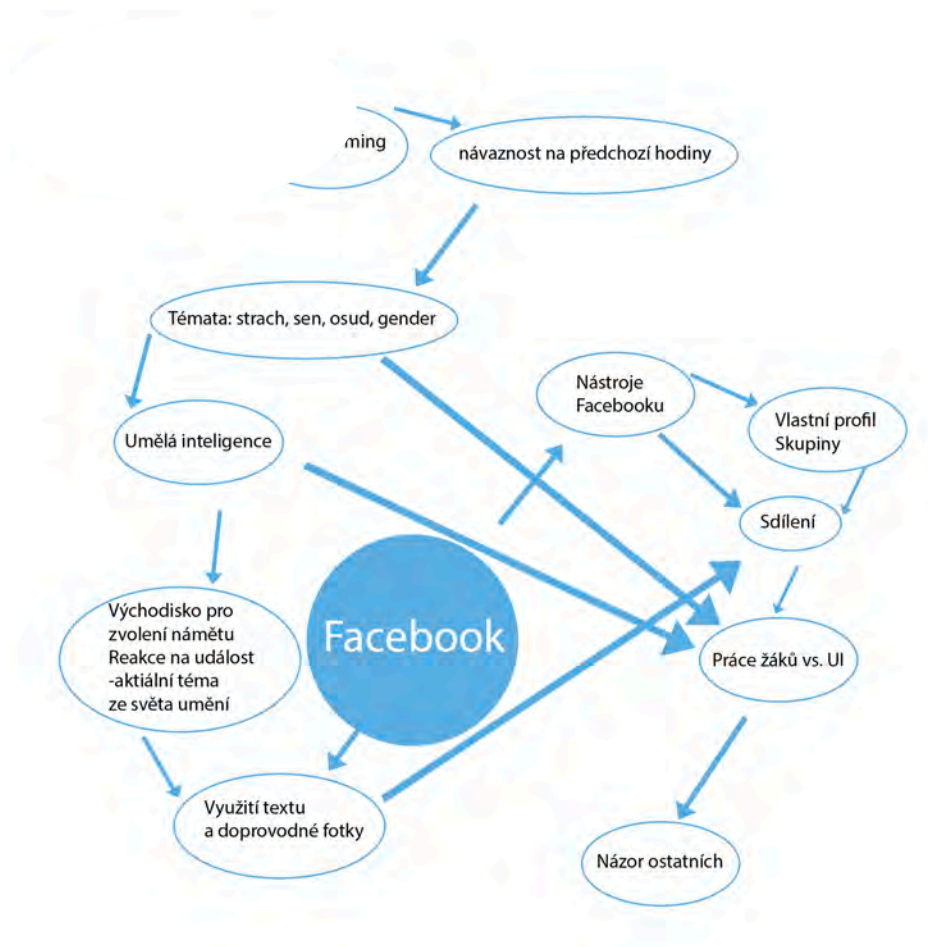 návaznost na předchozí hodiny
Témata: strach, sen, osud, gender
Nástroje
Facebooku
Vlastní profil
Skupiny
Umělá inteligence
Sdílení
Východisko pro
zvolení námětu
Reakce na událost
-aktiální téma
ze světa umění
Facebook
Práce žáků vs. UI
Využití textu
a doprovodné fotky
Názor ostatních